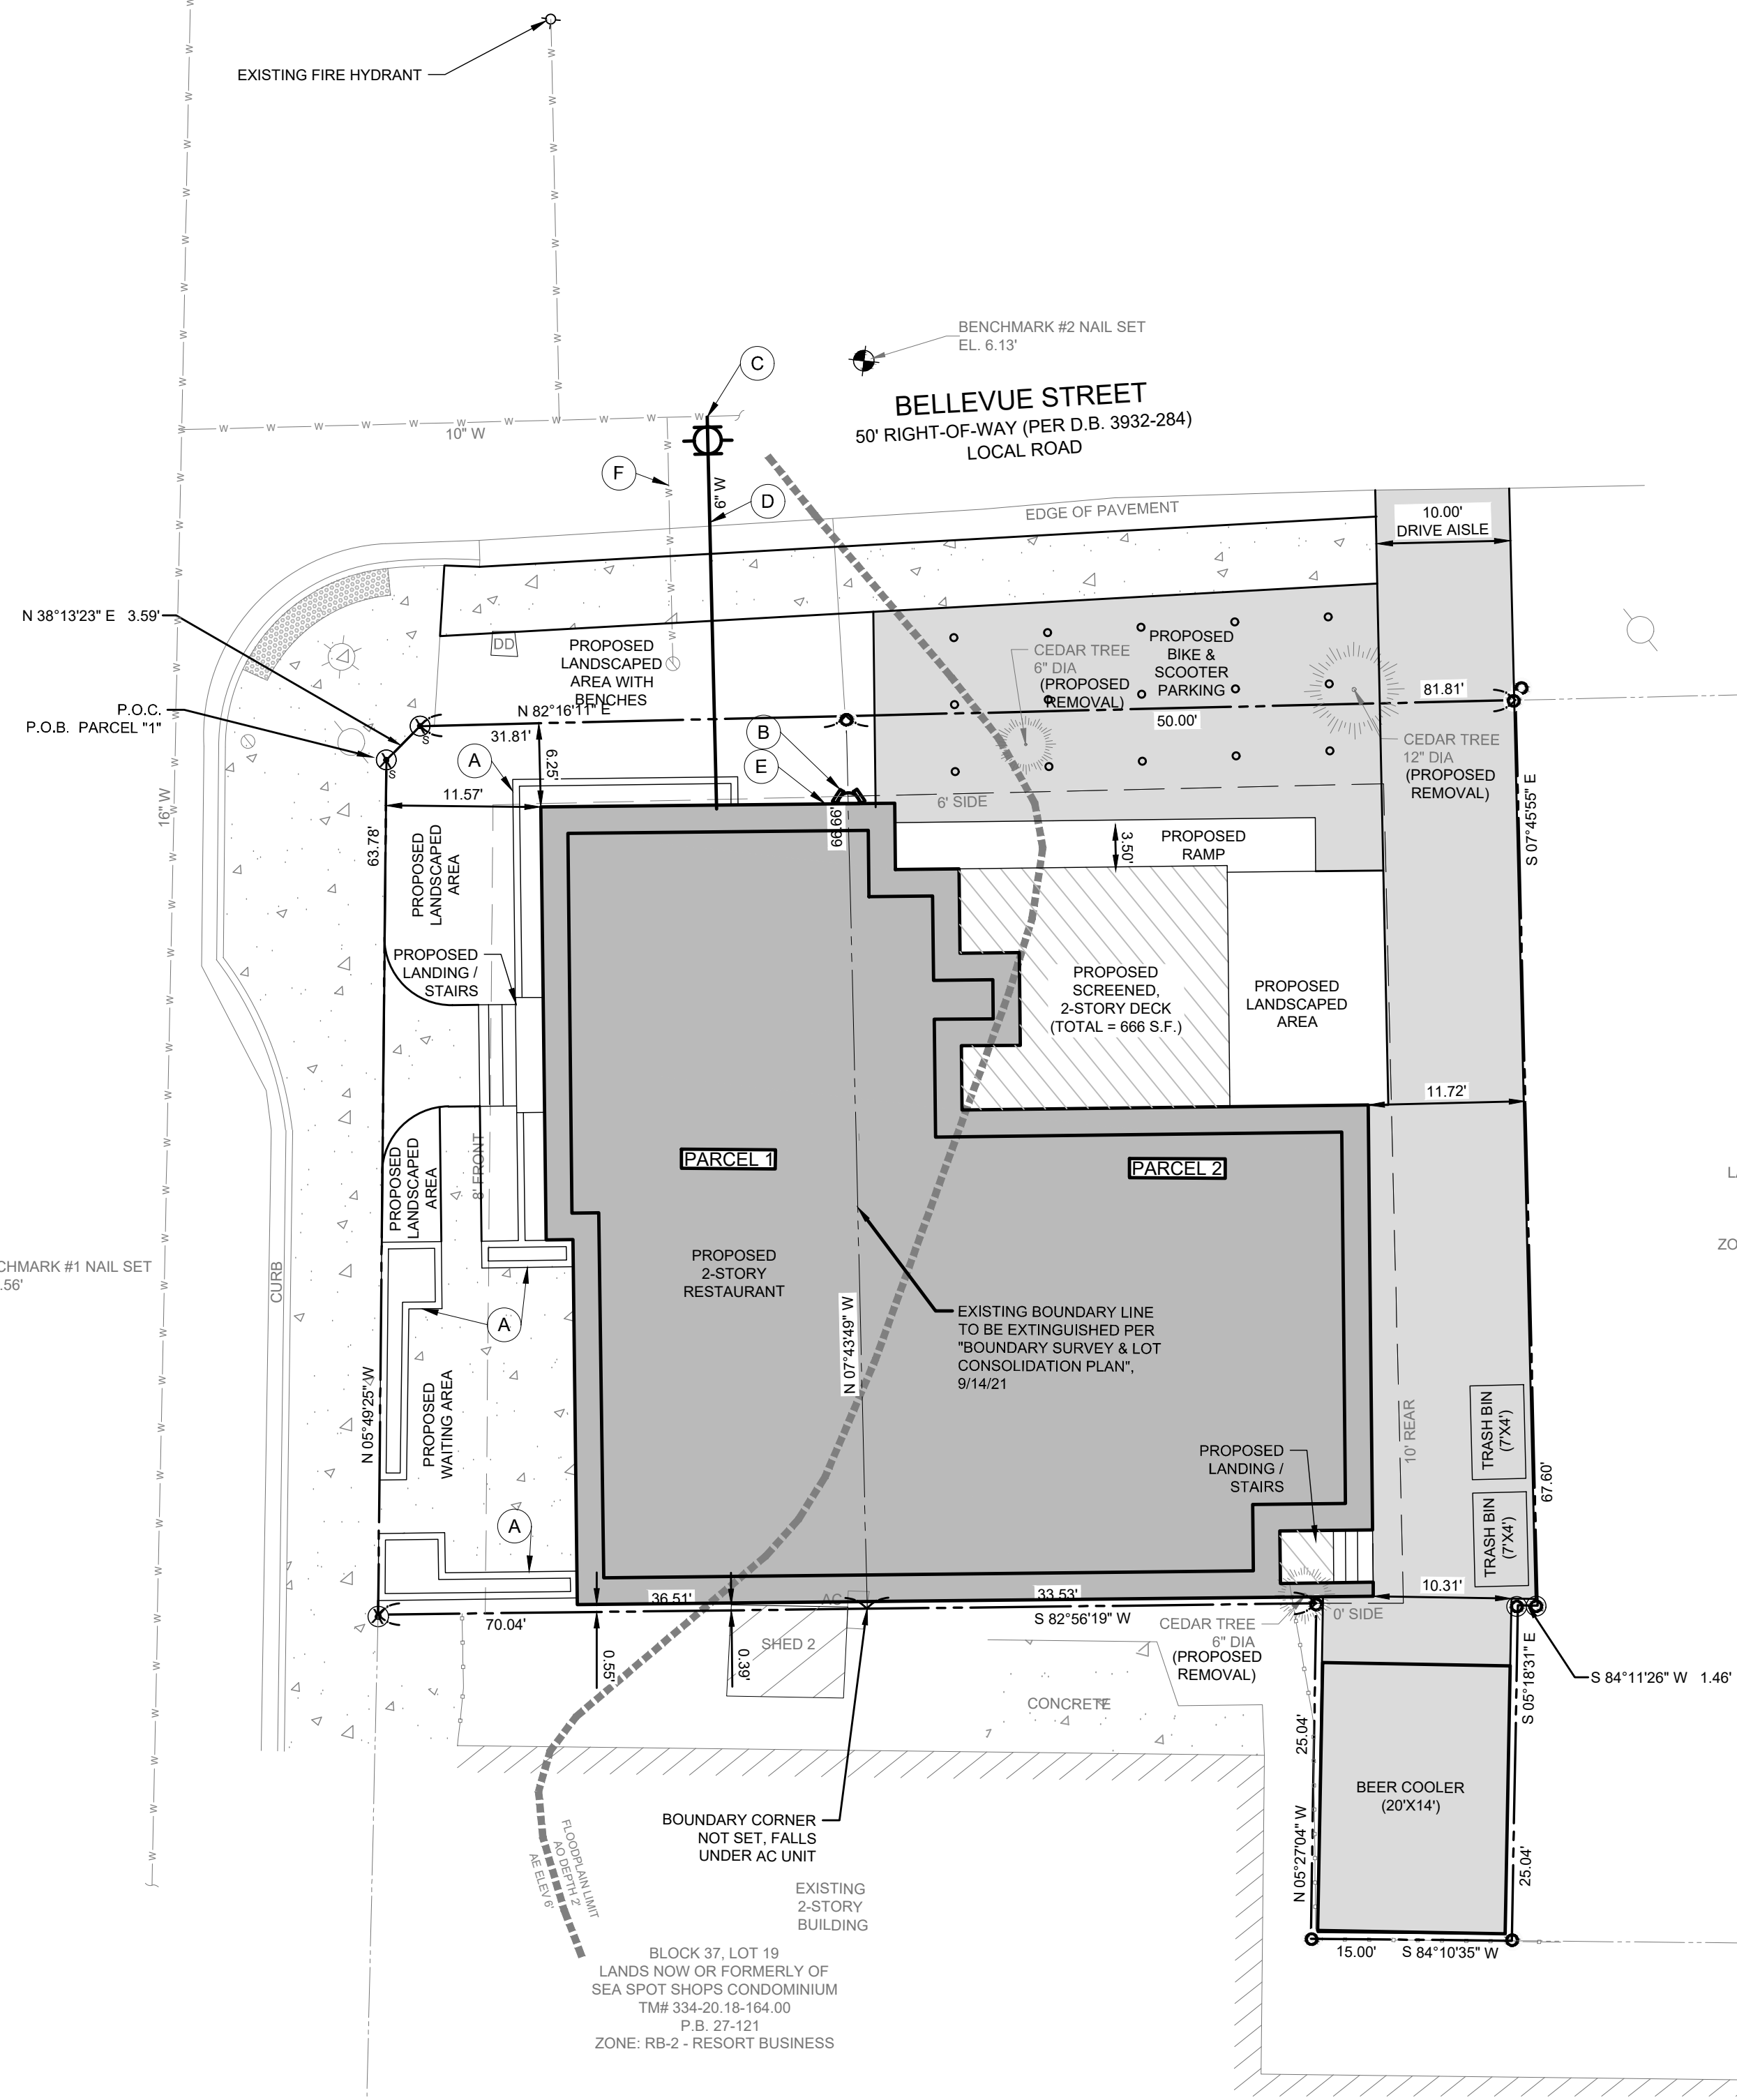 EXISTING FIRE HYDRANT
BENCHMARK #2 NAIL SET
EL. 6.13'
C
BELLEVUE STREET
50' RIGHT-OF-WAY (PER D.B. 3932-284)
LOCAL ROAD
10" W
F
6" W
D
EDGE OF PAVEMENT
10.00'
DRIVE AISLE
N 38°13'23" E 3.59'
DD
PROPOSED
LANDSCAPED
AREA WITH
BENCHES
CEDAR TREE
6" DIA
(PROPOSED
REMOVAL)
PROPOSED
BIKE &
SCOOTER
PARKING
81.81'
P.O.C.
P.O.B. PARCEL "1"
N 82°16'11" E
31.81'
50.00'
S
S
B
E
A
6.25'
CEDAR TREE
12" DIA
(PROPOSED
REMOVAL)
11.57'
6' SIDE
66.66'
16" W
63.78'
PROPOSED
LANDSCAPED
AREA
3.50'
PROPOSED
RAMP
S 07°45'55" E
PROPOSED
LANDING /
STAIRS
PROPOSED
SCREENED,
2-STORY DECK
(TOTAL = 666 S.F.)
PROPOSED
LANDSCAPED
AREA
11.72'
8' FRONT
PROPOSED
LANDSCAPED
AREA
PARCEL 1
PARCEL 2
CHMARK #1 NAIL SET
.56'
CURB
PROPOSED
2-STORY
RESTAURANT
ZO
A
N 07°43'49" W
EXISTING BOUNDARY LINE
TO BE EXTINGUISHED PER
"BOUNDARY SURVEY & LOT
CONSOLIDATION PLAN",
9/14/21
N 05°49'25" W
PROPOSED
WAITING AREA
10' REAR
TRASH BIN
(7'X4')
PROPOSED
LANDING /
STAIRS
67.60'
A
TRASH BIN
(7'X4')
36.51'
AC
33.53'
10.31'
70.04'
S 82°56'19" W
0' SIDE
CEDAR TREE
6" DIA
(PROPOSED
REMOVAL)
SHED 2
0.55'
0.39'
S 84°11'26" W 1.46'
S 05°18'31" E
CONCRETE
25.04'
BEER COOLER
(20'X14')
BOUNDARY CORNER
NOT SET, FALLS
UNDER AC UNIT
N 05°27'04" W
25.04'
FLOODPLAIN LIMIT
AO DEPTH 2'
AE ELEV 6'
EXISTING
2-STORY
BUILDING
15.00' S 84°10'35" W
BLOCK 37, LOT 19
LANDS NOW OR FORMERLY OF
SEA SPOT SHOPS CONDOMINIUM
TM# 334-20.18-164.00
P.B. 27-121
ZONE: RB-2 - RESORT BUSINESS